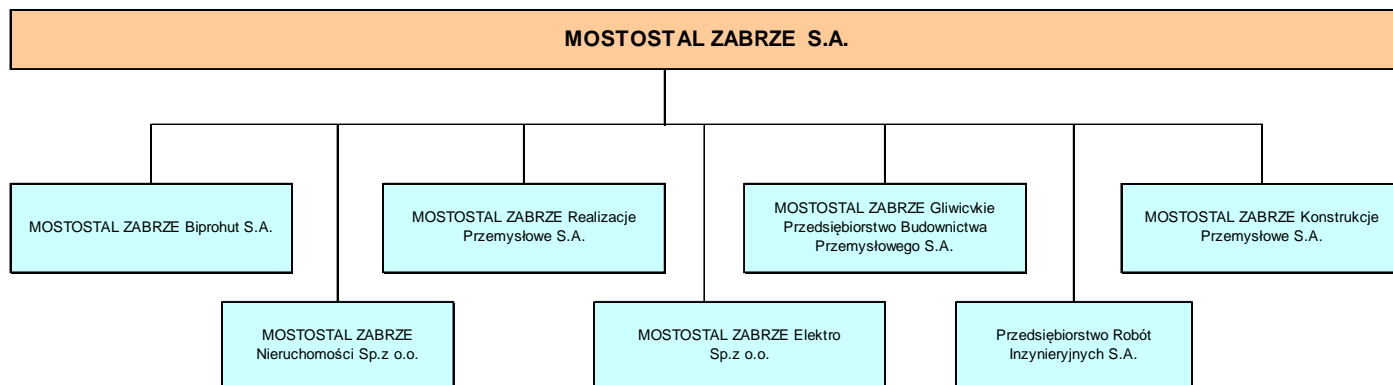 MOSTOSTAL ZABRZE S.A.
MOSTOSTAL ZABRZE Biprohut S.A.
MOSTOSTAL ZABRZE Realizacje
Przemysłowe S.A.
MOSTOSTAL ZABRZE Gliwicvkie
Przedsiębiorstwo Budownictwa
Przemysłowego S.A.
MOSTOSTAL ZABRZE Konstrukcje
Przemysłowe S.A.
MOSTOSTAL ZABRZE
Nieruchomości Sp.z o.o.
MOSTOSTAL ZABRZE Elektro
Sp.z o.o.
Przedsiębiorstwo Robót
Inzynieryjnych S.A.